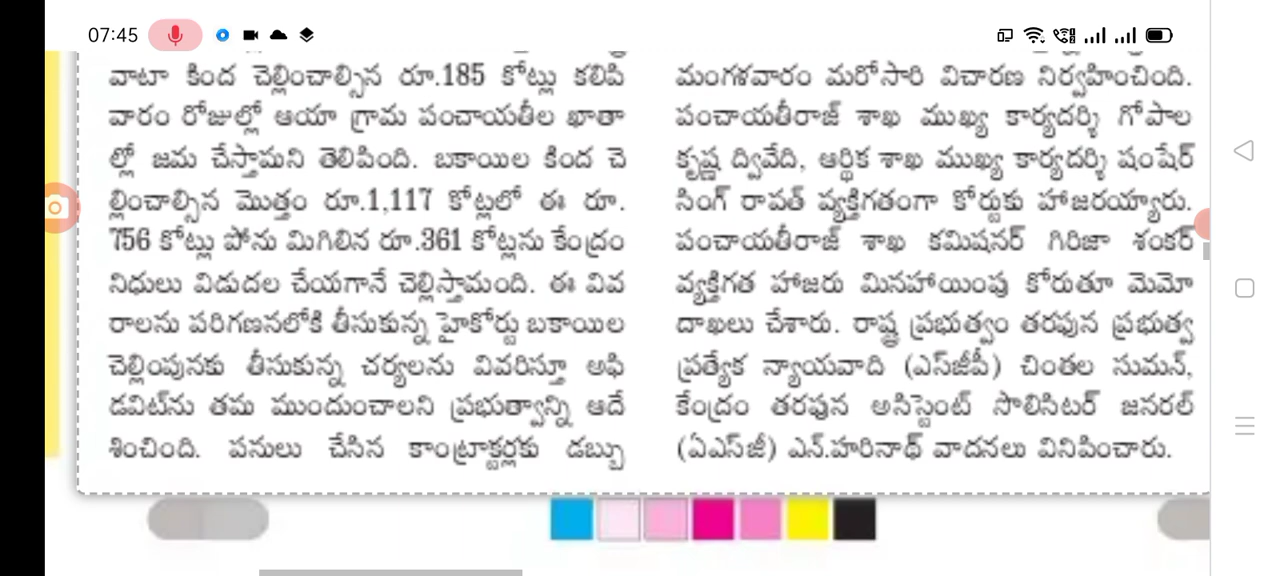 07:45
వాటా కింద చెల్లించాల్సిన రూ.185 కోట్లు కలిపి
వారం రోజుల్లో ఆయా గ్రామ పంచాయతీల ఖాతా
ల్లో జమ చేస్తామని తెలిపింది. బకాయిల కింద చె
ల్లించాల్సిన మొత్తం రూ.1,117 కోట్లలో ఈ రూ.
756 కోట్లు పోను మిగిలిన రూ.361 కోట్లను కేంద్రం
నిధులు విడుదల చేయగానే చెల్లిస్తామంది. ఈ వివ
రాలను పరిగణనలోకి తీసుకున్న హైకోర్టు బకాయిల
చెల్లింపునకు తీసుకున్న చర్యలను వివరిస్తూ అఫి
డవిట్‌ను తమ ముందుంచాలని ప్రభుత్వాన్ని ఆదే
శించింది. పనులు చేసిన కాంట్రాక్టర్లకు డబ్బు
మంగళవారం మరోసారి విచారణ నిర్వహించింది.
పంచాయతీరాజ్ శాఖ ముఖ్య కార్యదర్శి గోపాల
కృష్ణ ద్వివేది, ఆర్థిక శాఖ ముఖ్య కార్యదర్శి షంషేర్
సింగ్ రావత్ వ్యక్తిగతంగా కోర్టుకు హాజరయ్యారు.
పంచాయతీరాజ్ శాఖ కమిషనర్ గిరిజా శంకర్
వ్యక్తిగత హాజరు మినహాయింపు కోరుతూ మెమో
దాఖలు చేశారు. రాష్ట్ర ప్రభుత్వం తరఫున ప్రభుత్వ
ప్రత్యేక న్యాయవాది (ఎస్‌జీపీ) చింతల సుమన్,
కేంద్రం తరఫున అసిస్టెంట్ సొలిసిటర్ జనరల్
(ఏఎస్‌జీ) ఎన్.హరినాథ్ వాదనలు వినిపించారు.